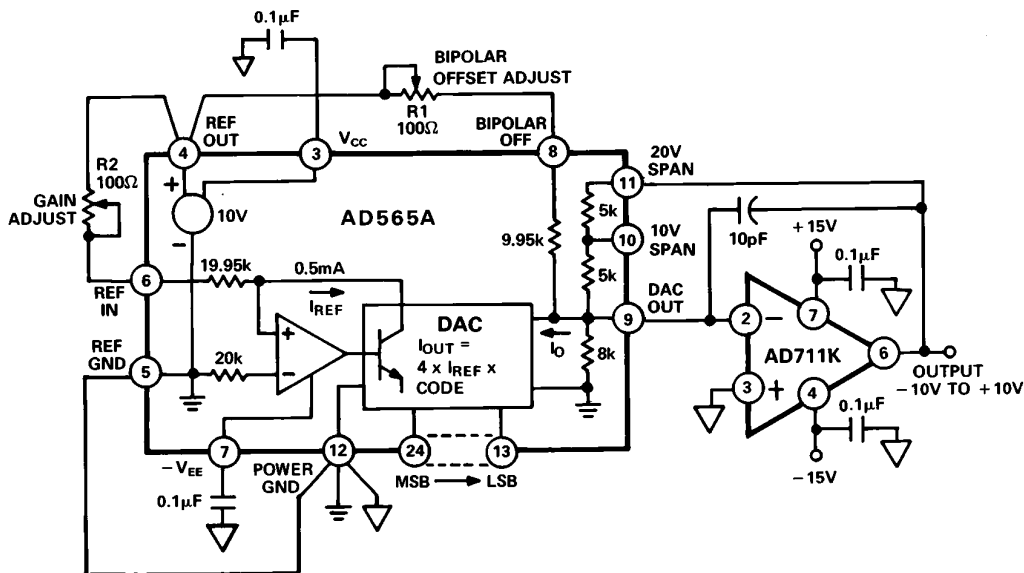 0.1µF
BIPOLAR
OFFSET ADJUST
R1
100Ω
REF
OUT
VCC
BIPOLAR
OFF
4
3
8
20V
SPAN
11
R2
100Ω
GAIN
ADJUST
+
10V
−
AD565A
9.95k
5k
10
10V
SPAN
5k
10pF
+15V
0.1µF
6
REF
IN
19.95k
0.5mA
IREF
DAC
IOUT =
4 x IREF x
CODE
IO
8k
9
DAC
OUT
2
−
7
AD711K
6
OUTPUT
−10V TO +10V
3
+
4
0.1µF
−15V
REF
GND
5
20k
+
−
7
−VEE
0.1µF
POWER
GND
12
24
13
MSB
LSB